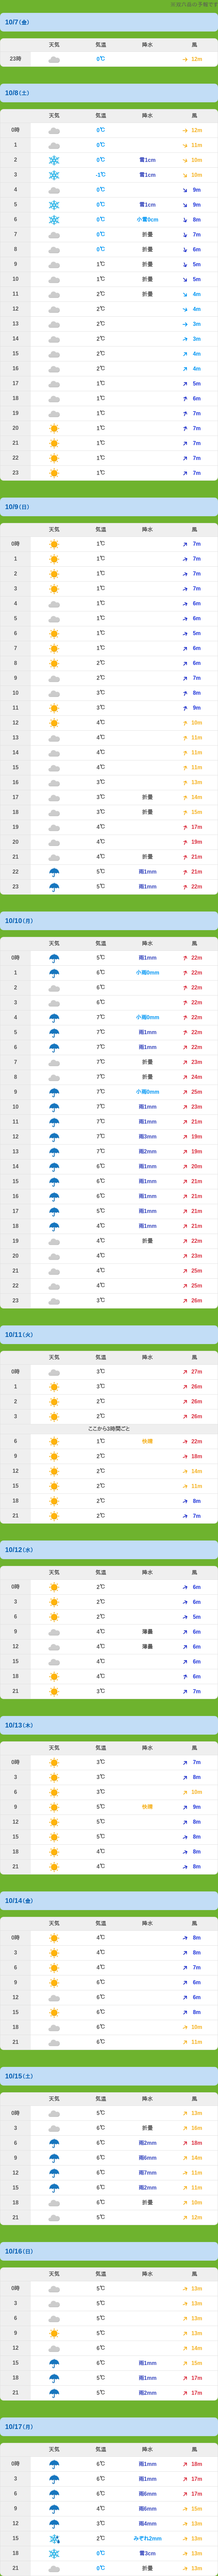 10/7(金)
天気 気温 降水 風
23時 0℃ 12m
10/8(土)
天気 気温 降水 風
0時 0℃ 12m
1 0℃ 11m
2 0℃ 雪1cm 10m
3 -1℃ 雪1cm 10m
4 0℃ 9m
5 0℃ 雪1cm 9m
6 0℃ 小雪0cm 8m
7 0℃ 折曇 7m
8 0℃ 折曇 6m
9 1℃ 折曇 5m
10 1℃ 折曇 5m
11 2℃ 折曇 4m
12 2℃ 4m
13 2℃ 3m
14 2℃ 3m
15 2℃ 4m
16 2℃ 4m
17 1℃ 5m
18 1℃ 6m
19 1℃ 7m
20 1℃ 7m
21 1℃ 7m
22 1℃ 7m
23 1℃ 7m
10/9(日)
天気 気温 降水 風
0時 1℃ 7m
1 1℃ 7m
2 1℃ 7m
3 1℃ 7m
4 1℃ 6m
5 1℃ 6m
6 1℃ 5m
7 1℃ 6m
8 2℃ 6m
9 2℃ 7m
10 3℃ 8m
11 3℃ 9m
12 4℃ 10m
13 4℃ 11m
14 4℃ 11m
15 4℃ 11m
16 3℃ 13m
17 3℃ 折曇 14m
18 3℃ 折曇 15m
19 4℃ 17m
20 4℃ 19m
21 4℃ 折曇 21m
22 5℃ 雨1mm 21m
23 5℃ 雨1mm 22m
10/10(月)
天気 気温 降水 風
0時 5℃ 雨1mm 22m
1 6℃ 小雨0mm 22m
2 6℃ 22m
3 6℃ 22m
4 7℃ 小雨0mm 22m
5 7℃ 雨1mm 22m
6 7℃ 雨1mm 22m
7 7℃ 折曇 23m
8 7℃ 折曇 24m
9 7℃ 小雨0mm 25m
10 7℃ 雨1mm 23m
11 7℃ 雨1mm 21m
12 7℃ 雨3mm 19m
13 7℃ 雨2mm 19m
14 6℃ 雨1mm 20m
15 6℃ 雨1mm 21m
16 6℃ 雨1mm 21m
17 5℃ 雨1mm 21m
18 4℃ 雨1mm 21m
19 4℃ 折曇 22m
20 4℃ 23m
21 4℃ 25m
22 4℃ 25m
23 3℃ 26m
10/11(火)
天気 気温 降水 風
0時 3℃ 27m
1 3℃ 26m
2 2℃ 26m
3 2℃ 26m
ここから3時間ごと
6 1℃ 快晴 22m
9 2℃ 18m
12 2℃ 14m
15 2℃ 11m
18 2℃ 8m
21 2℃ 7m
10/12(水)
天気 気温 降水 風
0時 2℃ 6m
3 2℃ 6m
6 2℃ 5m
9 4℃ 薄曇 6m
12 4℃ 薄曇 6m
15 4℃ 6m
18 4℃ 6m
21 3℃ 7m
10/13(木)
天気 気温 降水 風
0時 3℃ 7m
3 3℃ 8m
6 3℃ 10m
9 5℃ 快晴 9m
12 5℃ 8m
15 5℃ 8m
18 4℃ 8m
21 4℃ 8m
10/14(金)
天気 気温 降水 風
0時 4℃ 8m
3 4℃ 8m
6 4℃ 7m
9 6℃ 6m
12 6℃ 6m
15 6℃ 8m
18 6℃ 10m
21 6℃ 11m
10/15(土)
天気 気温 降水 風
0時 5℃ 12m
3 6℃ 折曇 16m
6 6℃ 雨2mm 18m
9 6℃ 雨6mm 14m
12 6℃ 雨7mm 11m
15 6℃ 雨2mm 11m
18 6℃ 折曇 10m
21 5℃ 12m
10/16(日)
天気 気温 降水 風
0時 5℃ 13m
3 5℃ 13m
6 5℃ 13m
9 5℃ 13m
12 6℃ 14m
15 6℃ 雨1mm 15m
18 5℃ 雨1mm 17m
21 5℃ 雨2mm 17m
10/17(月)
天気 気温 降水 風
0時 6℃ 雨1mm 18m
3 6℃ 雨1mm 17m
6 6℃ 雨6mm 17m
9 4℃ 雨6mm 15m
12 3℃ 雨4mm 13m
15 2℃ みぞれ2mm 13m
18 0℃ 雪3cm 13m
21 0℃ 折曇 13m